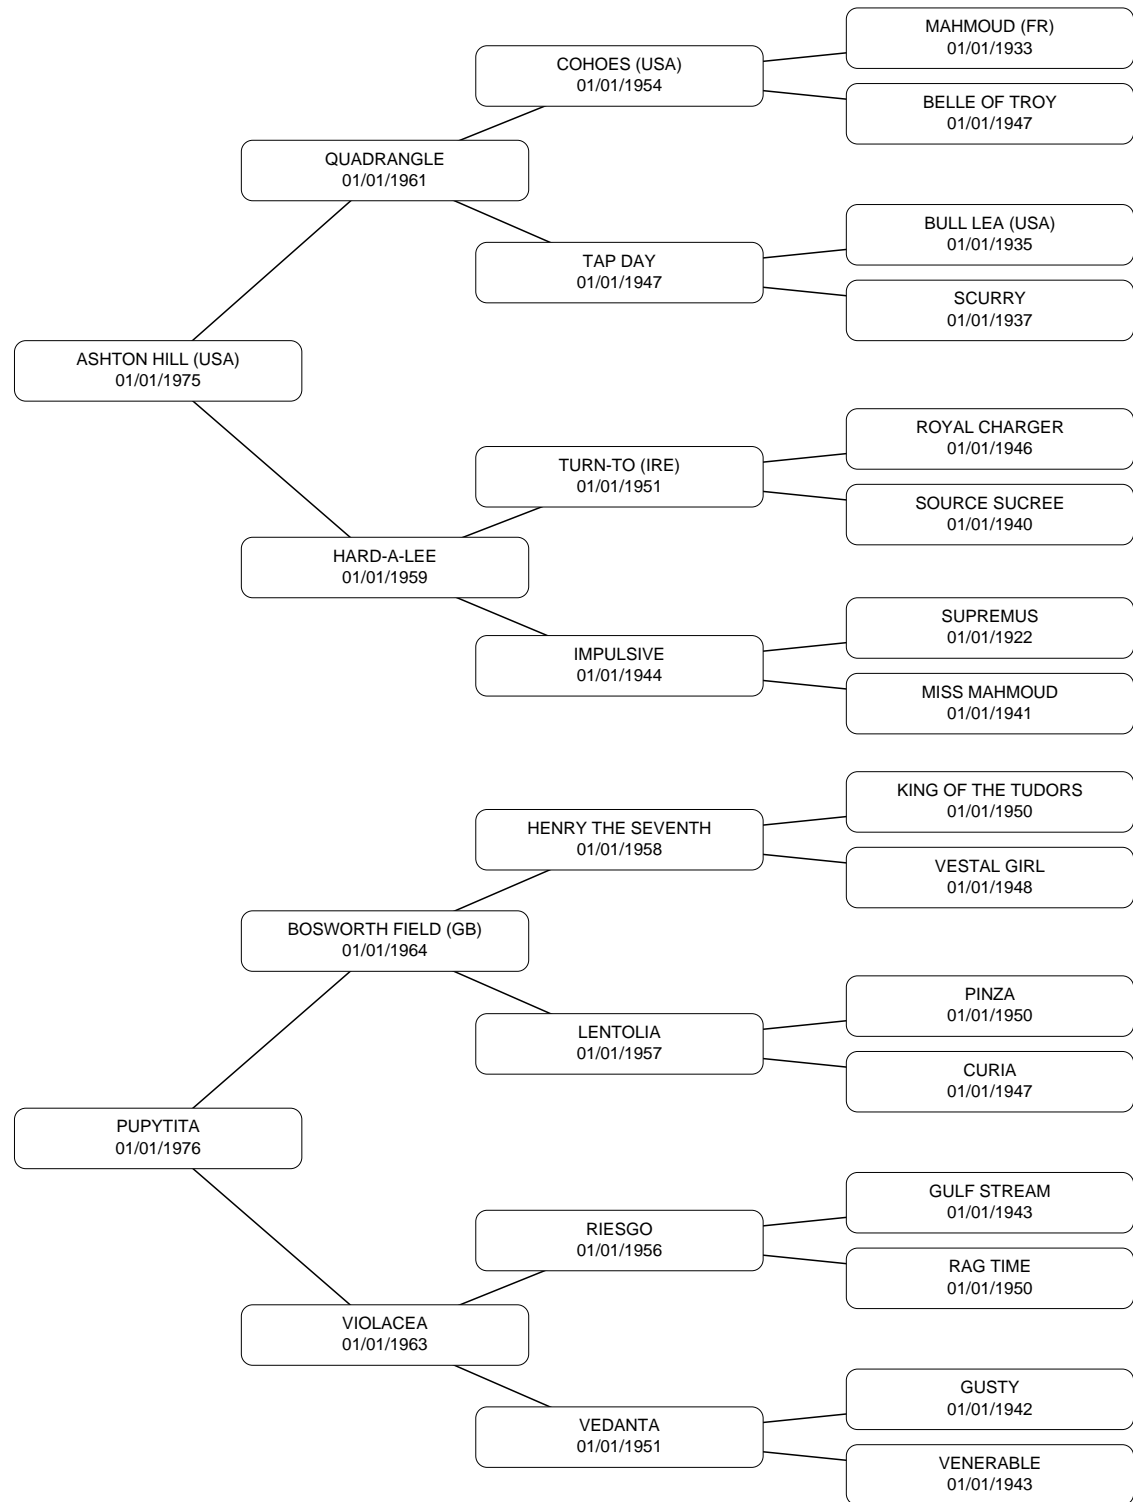 MAHMOUD (FR)
01/01/1933
COHOES (USA)
01/01/1954
BELLE OF TROY
01/01/1947
QUADRANGLE
01/01/1961
BULL LEA (USA)
01/01/1935
TAP DAY
01/01/1947
SCURRY
01/01/1937
ASHTON HILL (USA)
01/01/1975
ROYAL CHARGER
01/01/1946
TURN-TO (IRE)
01/01/1951
SOURCE SUCREE
01/01/1940
HARD-A-LEE
01/01/1959
SUPREMUS
01/01/1922
IMPULSIVE
01/01/1944
MISS MAHMOUD
01/01/1941
KING OF THE TUDORS
01/01/1950
HENRY THE SEVENTH
01/01/1958
VESTAL GIRL
01/01/1948
BOSWORTH FIELD (GB)
01/01/1964
PINZA
01/01/1950
LENTOLIA
01/01/1957
CURIA
01/01/1947
PUPYTITA
01/01/1976
GULF STREAM
01/01/1943
RIESGO
01/01/1956
RAG TIME
01/01/1950
VIOLACEA
01/01/1963
GUSTY
01/01/1942
VEDANTA
01/01/1951
VENERABLE
01/01/1943